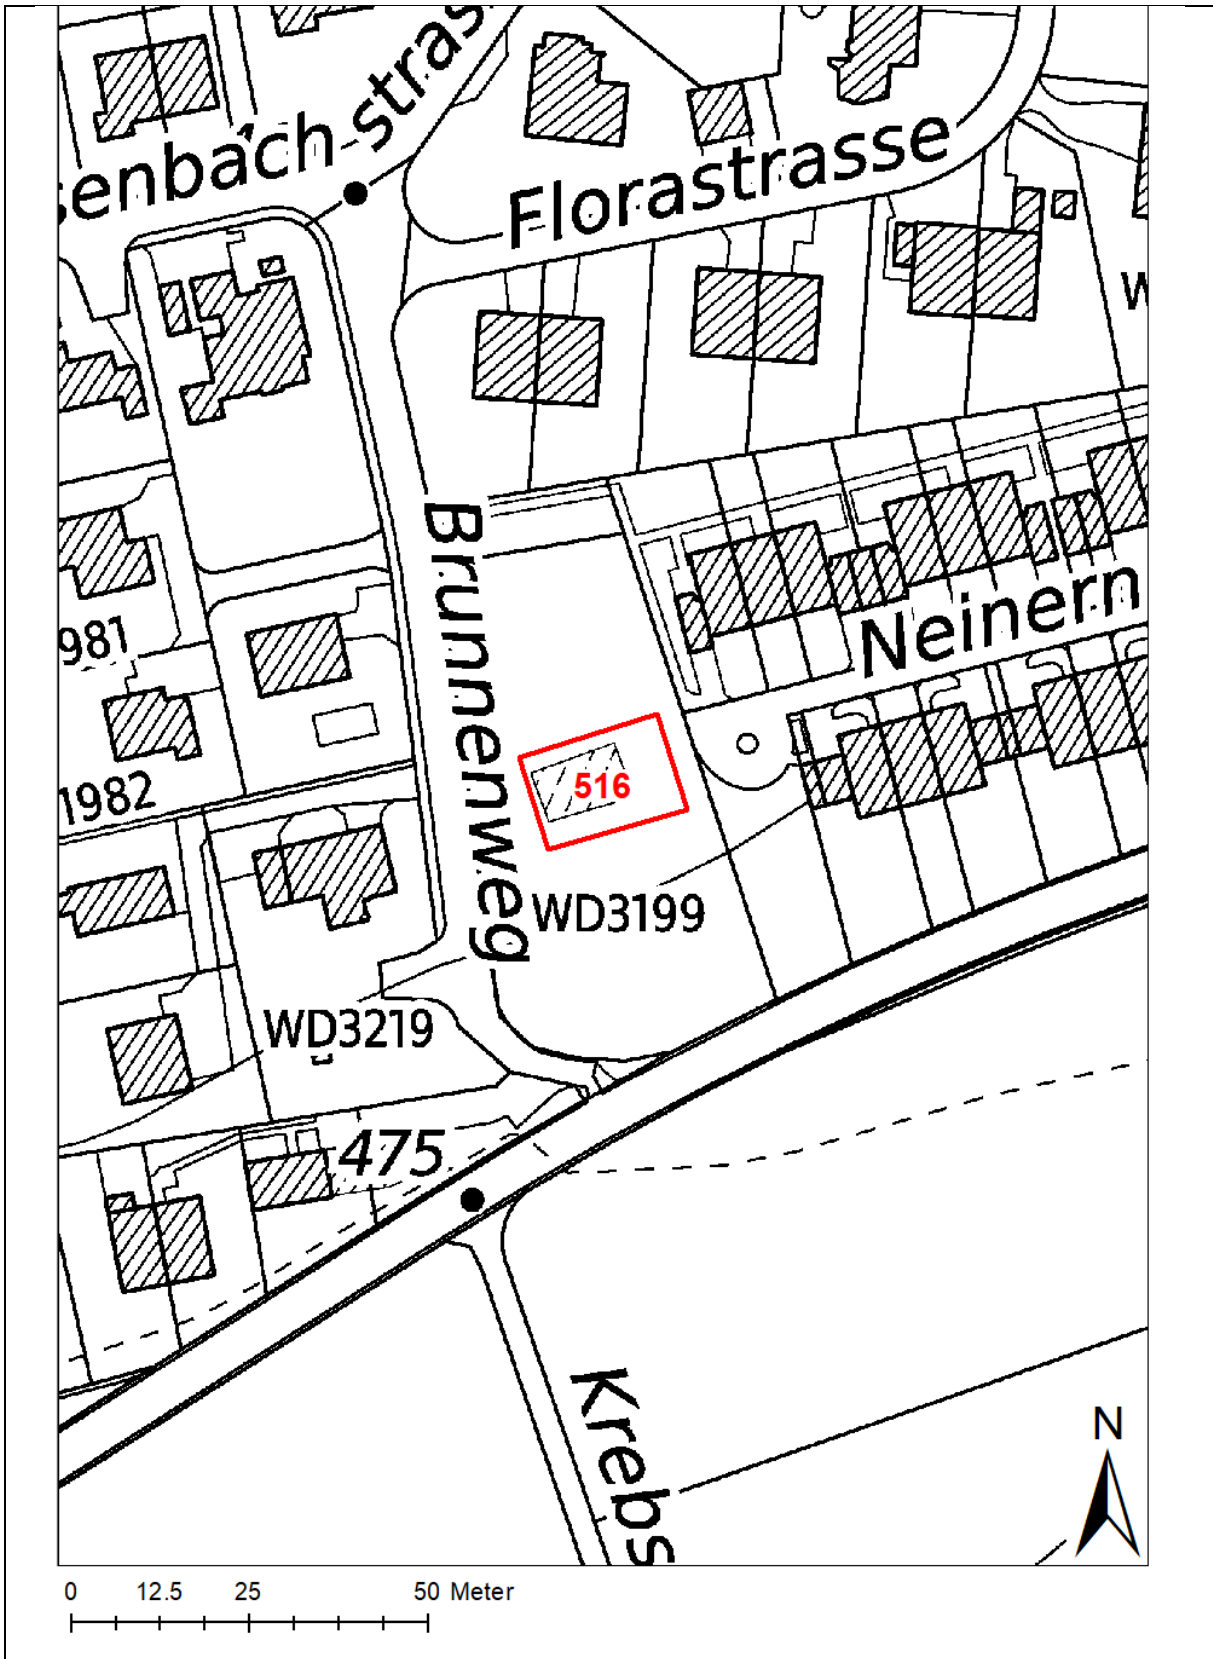 senbach stras
Florastrasse
W
Brunnenweg
981
Neinern
1982
516
WD3199
WD3219
475
Krebs
N
0 12.5 25 50 Meter